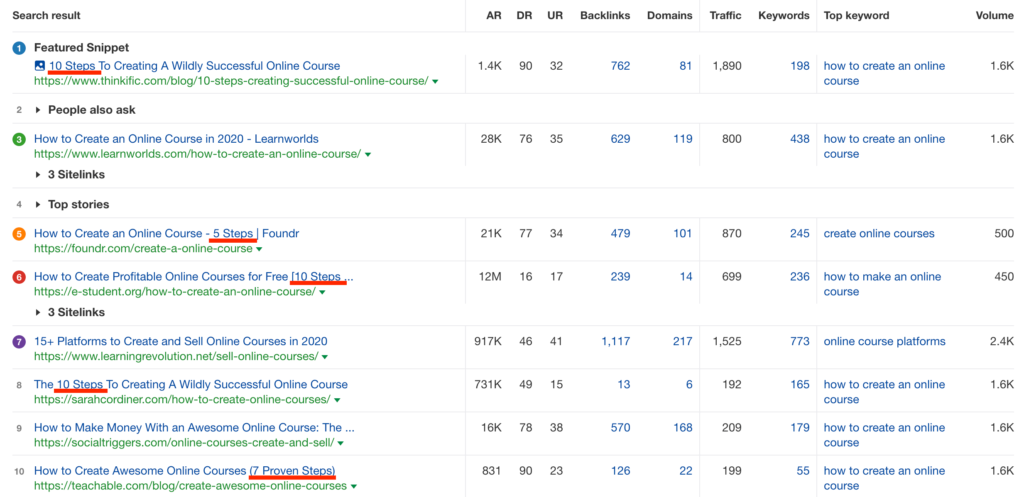 Search result AR DR UR Backlinks Domains Traffic Keywords Top keyword Volume
1 Featured Snippet
10 Steps To Creating A Wildly Successful Online Course 1.4K 90 32 762 81 1,890 198 how to create an online 1.6K
https://www.thinkific.com/blog/10-steps-creating-successful-online-course/ course
2 People also ask
3 How to Create an Online Course in 2020 - Learnworlds 28K 76 35 629 119 800 438 how to create an online 1.6K
https://www.learnworlds.com/how-to-create-an-online-course/ course
3 Sitelinks
4 Top stories
5 How to Create an Online Course - 5 Steps | Foundr 21K 77 34 479 101 870 245 create online courses 500
https://foundr.com/create-a-online-course
6 How to Create Profitable Online Courses for Free [10 Steps ... 12M 16 17 239 14 699 236 how to make an online 450
https://e-student.org/how-to-create-an-online-course/ course
3 Sitelinks
7 15+ Platforms to Create and Sell Online Courses in 2020 917K 46 41 1,117 217 1,525 773 online course platforms 2.4K
https://www.learningrevolution.net/sell-online-courses/
8 The 10 Steps To Creating A Wildly Successful Online Course 731K 49 15 13 6 192 165 how to create an online 1.6K
https://sarahcordiner.com/how-to-create-online-courses/ course
9 How to Make Money With an Awesome Online Course: The ... 16K 78 38 570 168 209 179 how to create an online 1.6K
https://socialtriggers.com/online-courses-create-and-sell/ course
10 How to Create Awesome Online Courses (7 Proven Steps) 831 90 23 126 22 199 55 how to create an online 1.6K
https://teachable.com/blog/create-awesome-online-courses course